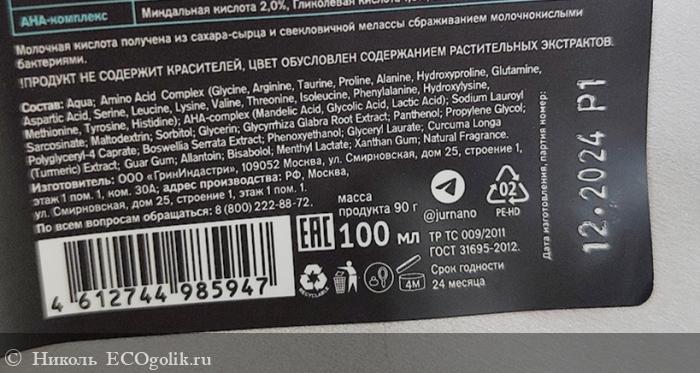 АНА-комплекс
Миндальная кислота 2,0%, Гликолевая кислота
Молочная кислота получена из сахара-сырца и свекловичной мелассы сбраживанием молочнокислыми
бактериями.
!ПРОДУКТ НЕ СОДЕРЖИТ КРАСИТЕЛЕЙ, ЦВЕТ ОБУСЛОВЛЕН СОДЕРЖАНИЕМ РАСТИТЕЛЬНЫХ ЭКСТРАКТОВ.
Состав: Aqua; Amino Acid Complex (Glycine, Arginine, Taurine, Proline, Alanine, Hydroxyproline, Glutamine,
Aspartic Acid, Serine, Leucine, Lysine, Valine, Threonine, Isoleucine, Phenylalanine, Hydroxylysine,
Methionine, Tyrosine, Histidine); AHA-complex (Mandelic Acid, Glycolic Acid, Lactic Acid); Sodium Lauroyl
Sarcosinate; Maltodextrin; Sorbitol; Glycerin; Glycyrrhiza Glabra Root Extract; Panthenol; Propylene Glycol;
Polyglyceryl-4 Caprate; Boswellia Serrata Extract; Phenoxyethanol; Glyceryl Laurate; Curcuma Longa
(Turmeric) Extract; Guar Gum; Allantoin; Bisabolol; Menthyl Lactate; Xanthan Gum; Natural Fragrance.
Изготовитель: ООО «ГринИндастри», 109052 Москва, ул. Смирновская, дом 25, строение 1,
этаж 1 пом. 1, ком. 30А; адрес производства: РФ, Москва,
ул. Смирновская, дом 25, строение 1, этаж 1 пом. 1.
По всем вопросам обращаться: 8 (800) 222-88-72.
4 612744 985947
EAC
масса
продукта 90 г
100 мл
@jurnano
ТР ТС 009/2011
ГОСТ 31695-2012.
02
PE-HD
RECYCLABLE
4M
Срок годности
24 месяца
Дата изготовления, партия номер:
12.2024 P1
© Николь ECOgolik.ru